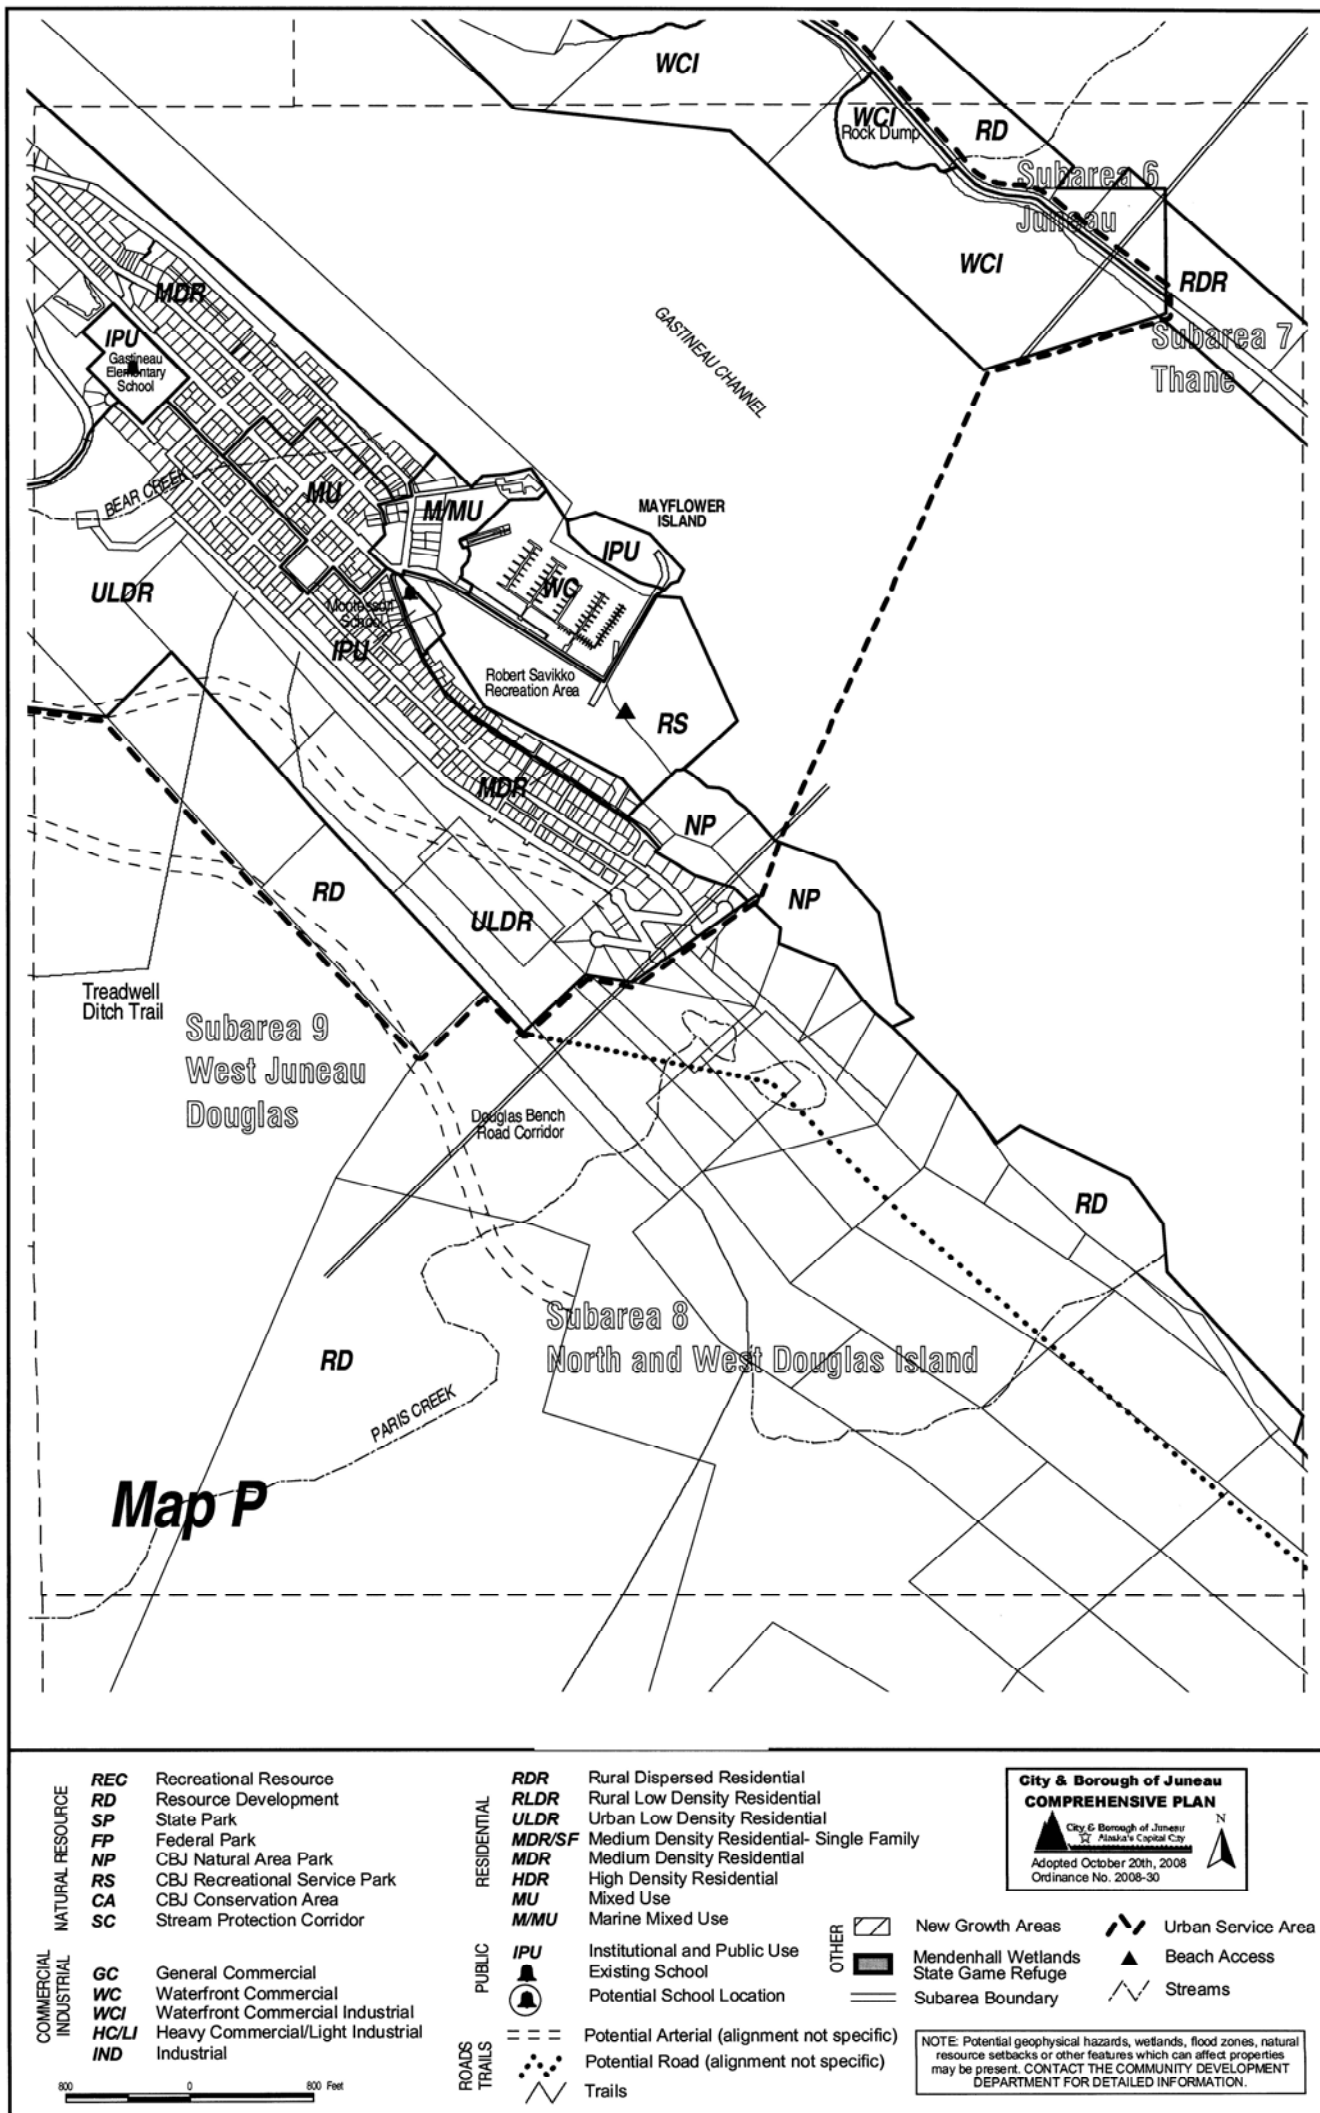 WCI
WCI
Rock Dump
RD
Subarea 6
Juneau
WCI
RDR
Subarea 7
Thane
MDR
IPU
Gastineau
Elementary
School
GASTINEAU CHANNEL
BEAR CREEK
MU
M/MU
MAYFLOWER
ISLAND
IPU
WC
ULDR
Montessori
School
IPU
Robert Savikko
Recreation Area
RS
MDR
NP
NP
RD
ULDR
Treadwell
Ditch Trail
Subarea 9
West Juneau
Douglas
Douglas Bench
Road Corridor
RD
Subarea 8
North and West Douglas Island
RD
PARIS CREEK
Map P
NATURAL RESOURCE
REC Recreational Resource
RD Resource Development
SP State Park
FP Federal Park
NP CBJ Natural Area Park
RS CBJ Recreational Service Park
CA CBJ Conservation Area
SC Stream Protection Corridor
COMMERCIAL
INDUSTRIAL
GC General Commercial
WC Waterfront Commercial
WCI Waterfront Commercial Industrial
HC/LI Heavy Commercial/Light Industrial
IND Industrial
800 0 800 Feet
RESIDENTIAL
RDR Rural Dispersed Residential
RLDR Rural Low Density Residential
ULDR Urban Low Density Residential
MDR/SF Medium Density Residential- Single Family
MDR Medium Density Residential
HDR High Density Residential
MU Mixed Use
M/MU Marine Mixed Use
PUBLIC
IPU Institutional and Public Use
Existing School
Potential School Location
ROADS
TRAILS
Potential Arterial (alignment not specific)
Potential Road (alignment not specific)
Trails
OTHER
New Growth Areas
Mendenhall Wetlands
State Game Refuge
Subarea Boundary
Urban Service Area
Beach Access
Streams
City & Borough of Juneau
COMPREHENSIVE PLAN
City & Borough of Juneau
Alaska's Capital City
N
Adopted October 20th, 2008
Ordinance No. 2008-30
NOTE: Potential geophysical hazards, wetlands, flood zones, natural
resource setbacks or other features which can affect properties
may be present. CONTACT THE COMMUNITY DEVELOPMENT
DEPARTMENT FOR DETAILED INFORMATION.